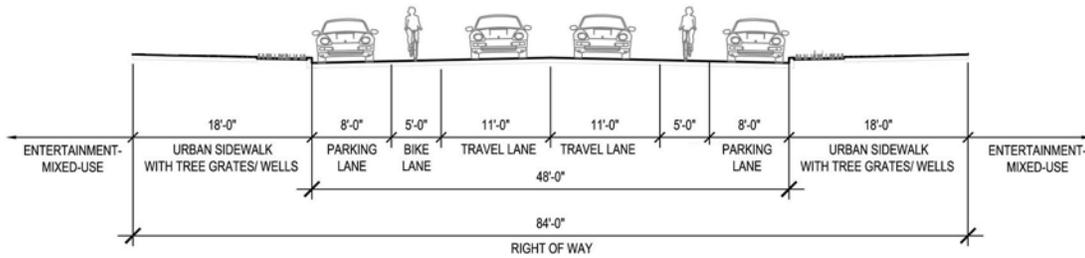 18'-0" 8'-0" 5'-0" 11'-0" 11'-0" 5'-0" 8'-0" 18'-0"
ENTERTAINMENT-
MIXED-USE
URBAN SIDEWALK
WITH TREE GRATES/ WELLS
PARKING
LANE
BIKE
LANE
TRAVEL LANE
TRAVEL LANE
PARKING
LANE
URBAN SIDEWALK
WITH TREE GRATES/ WELLS
ENTERTAINMENT-
MIXED-USE
48'-0"
84'-0"
RIGHT OF WAY